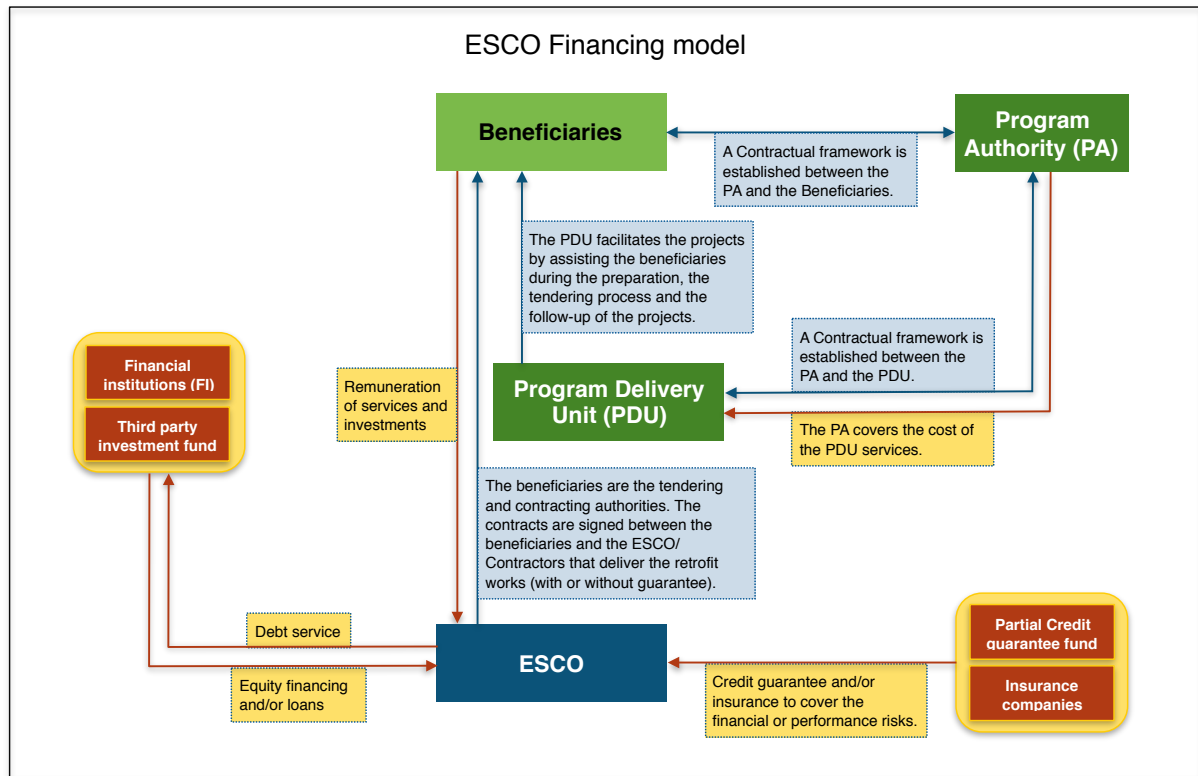 ESCO Financing model
Beneficiaries
Program
Authority (PA)
A Contractual framework is
established between the
PA and the Beneficiaries.
The PDU facilitates the projects
by assisting the beneficiaries
during the preparation, the
tendering process and the
follow-up of the projects.
A Contractual framework is
established between the
PA and the PDU.
Financial
institutions (FI)
Third party
investment fund
Remuneration
of services and
investments
Program Delivery
Unit (PDU)
The PA covers the cost of
the PDU services.
The beneficiaries are the tendering
and contracting authorities. The
contracts are signed between the
beneficiaries and the ESCO/
Contractors that deliver the retrofit
works (with or without guarantee).
Debt service
Equity financing
and/or loans
ESCO
Credit guarantee and/or
insurance to cover the
financial or performance risks.
Partial Credit
guarantee fund
Insurance
companies